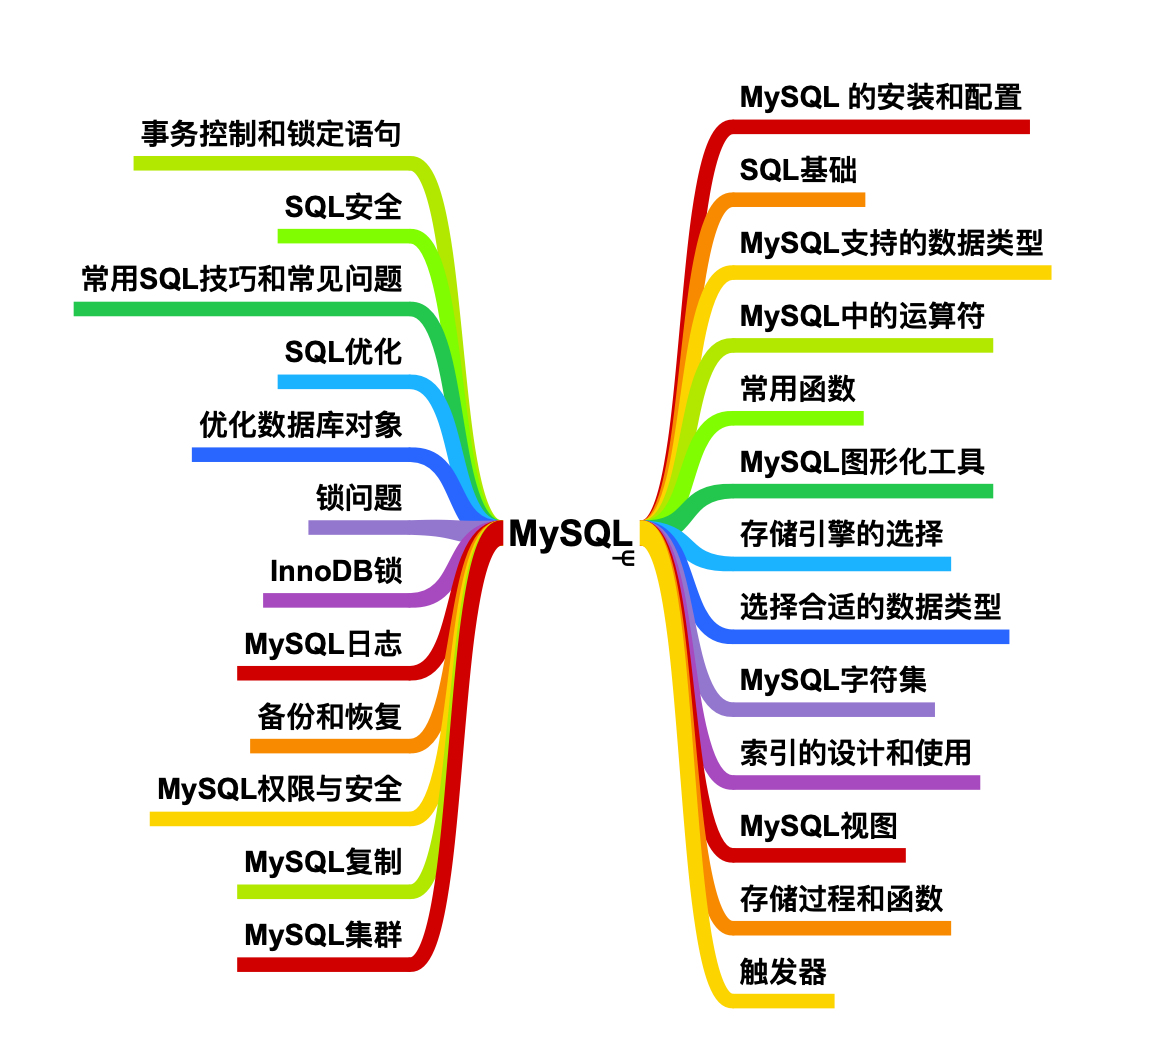 MySQL
MySQL 的安装和配置
SQL基础
MySQL支持的数据类型
MySQL中的运算符
常用函数
MySQL图形化工具
存储引擎的选择
选择合适的数据类型
MySQL字符集
索引的设计和使用
MySQL视图
存储过程和函数
触发器
事务控制和锁定语句
SQL安全
常用SQL技巧和常见问题
SQL优化
优化数据库对象
锁问题
InnoDB锁
MySQL日志
备份和恢复
MySQL权限与安全
MySQL复制
MySQL集群